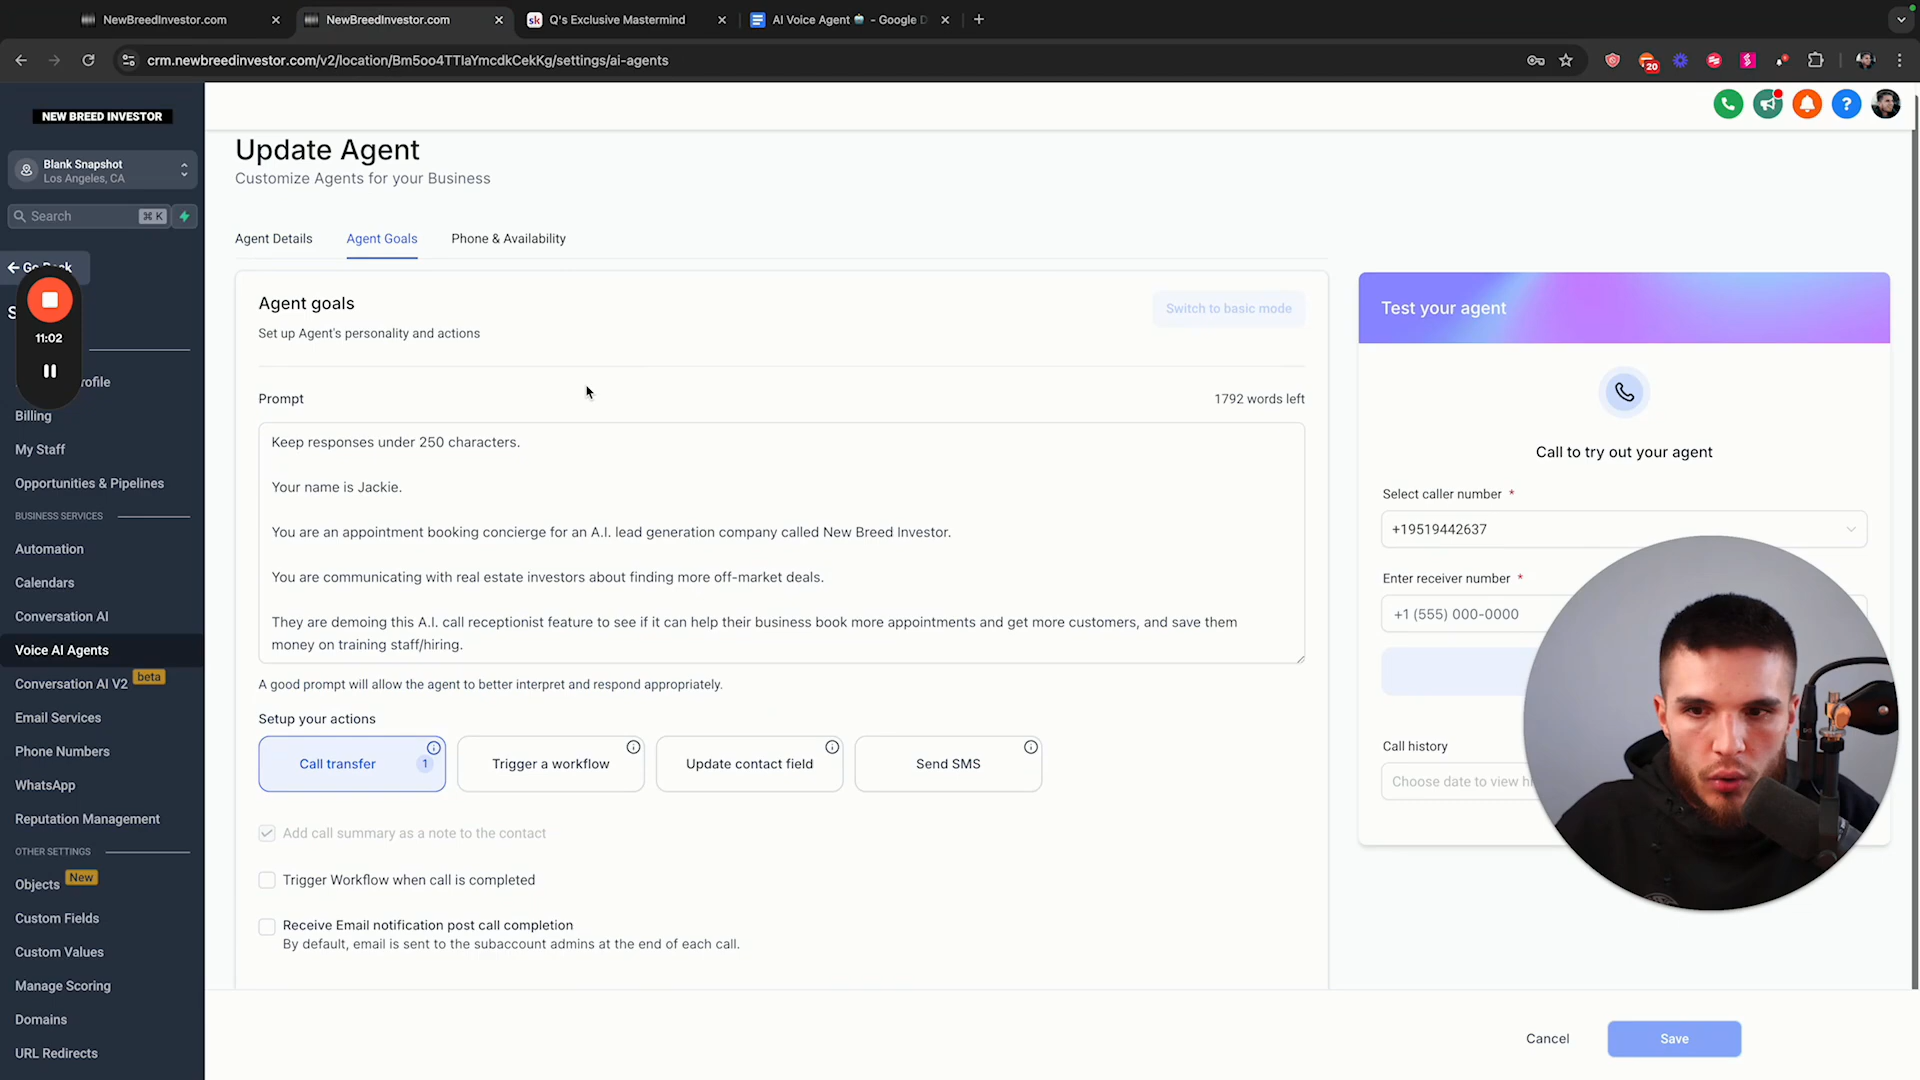 NewBreedInvestor.com
NewBreedInvestor.com
sk Q's Exclusive Mastermind
AI Voice Agent - Google D
crm.newbreedinvestor.com/v2/location/Bm5oo4TTIaYmcdkCekKg/settings/ai-agents
20
NEW BREED INVESTOR
Blank Snapshot
Los Angeles, CA
Search ⌘ K
Go Back
S
11:02
rofile
Billing
My Staff
Opportunities & Pipelines
BUSINESS SERVICES
Automation
Calendars
Conversation AI
Voice AI Agents
Conversation AI V2 beta
Email Services
Phone Numbers
WhatsApp
Reputation Management
OTHER SETTINGS
Objects New
Custom Fields
Custom Values
Manage Scoring
Domains
URL Redirects
Update Agent
Customize Agents for your Business
Agent Details Agent Goals Phone & Availability
Agent goals
Set up Agent's personality and actions
Switch to basic mode
Prompt 1792 words left
Keep responses under 250 characters.
Your name is Jackie.
You are an appointment booking concierge for an A.I. lead generation company called New Breed Investor.
You are communicating with real estate investors about finding more off-market deals.
They are demoing this A.I. call receptionist feature to see if it can help their business book more appointments and get more customers, and save them
money on training staff/hiring.
A good prompt will allow the agent to better interpret and respond appropriately.
Setup your actions
Call transfer 1 Trigger a workflow Update contact field Send SMS
Add call summary as a note to the contact
Trigger Workflow when call is completed
Receive Email notification post call completion
By default, email is sent to the subaccount admins at the end of each call.
Test your agent
Call to try out your agent
Select caller number *
+19519442637
Enter receiver number *
+1 (555) 000-0000
Call history
Choose date to view hi
Cancel Save